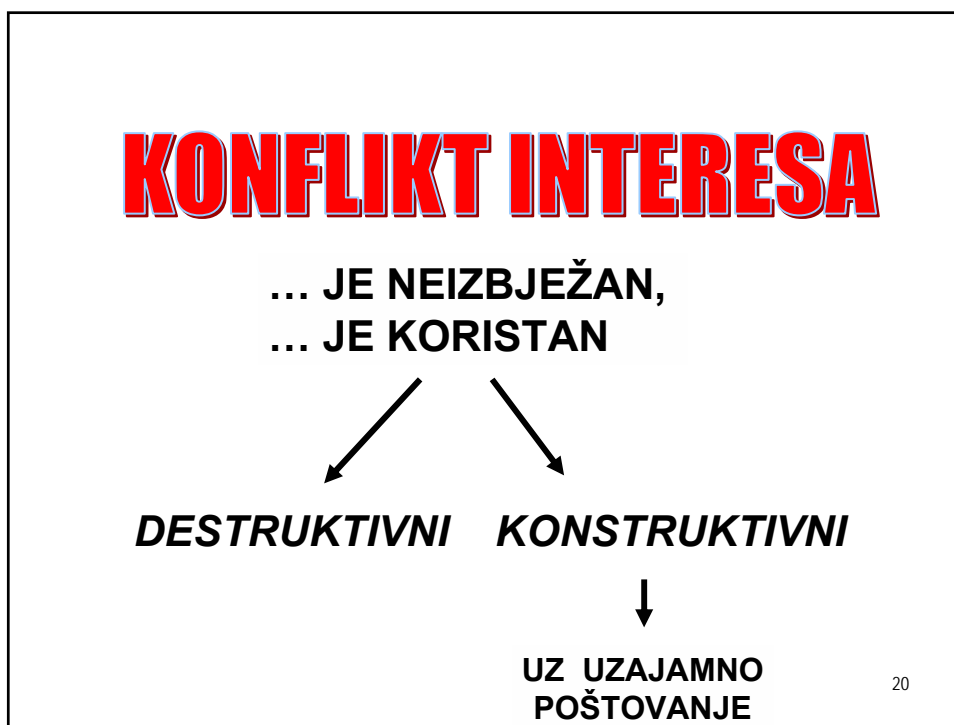 KONFLIKT INTERESA
… JE NEIZBJEŽAN,
… JE KORISTAN
DESTRUKTIVNI KONSTRUKTIVNI
UZ UZAJAMNO
POŠTOVANJE
20